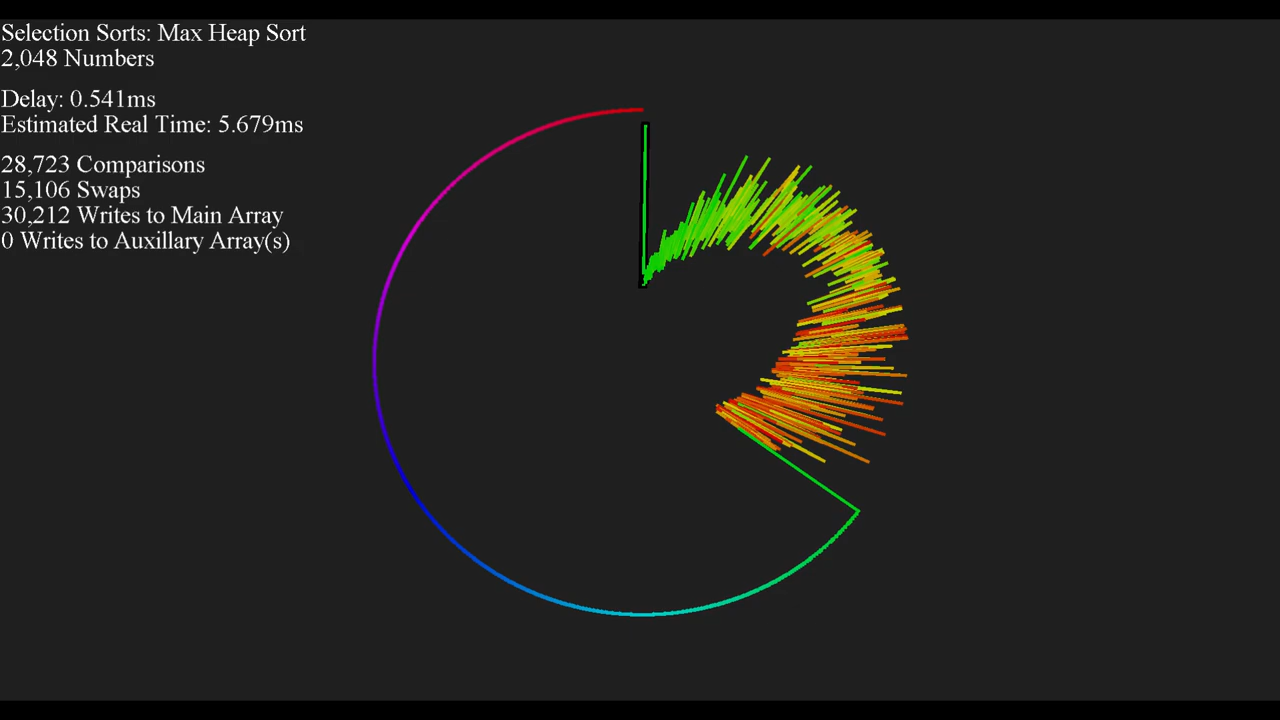 Selection Sorts: Max Heap Sort
2,048 Numbers
Delay: 0.541ms
Estimated Real Time: 5.679ms
28,723 Comparisons
15,106 Swaps
30,212 Writes to Main Array
0 Writes to Auxillary Array(s)